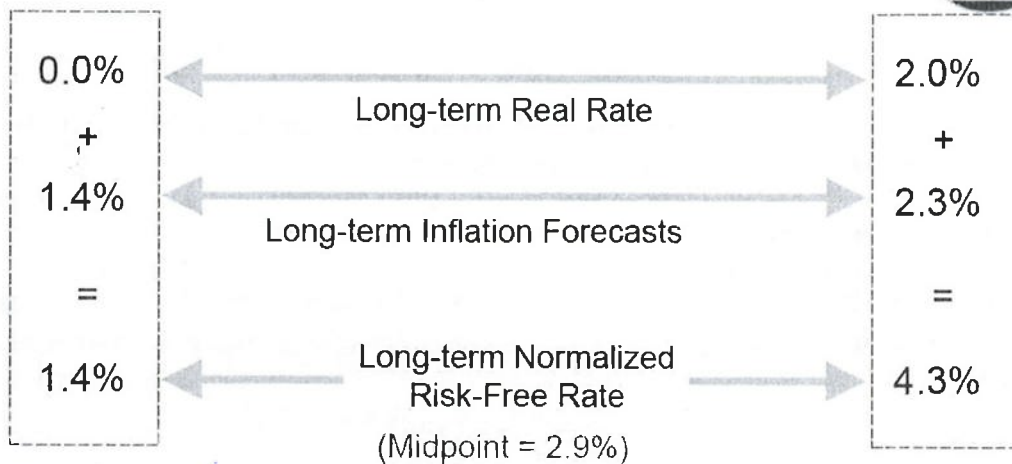 0.0% 2.0%
Long-term Real Rate
+ +
1.4% 2.3%
Long-term Inflation Forecasts
= =
1.4% Long-term Normalized 4.3%
Risk-Free Rate
(Midpoint = 2.9%)